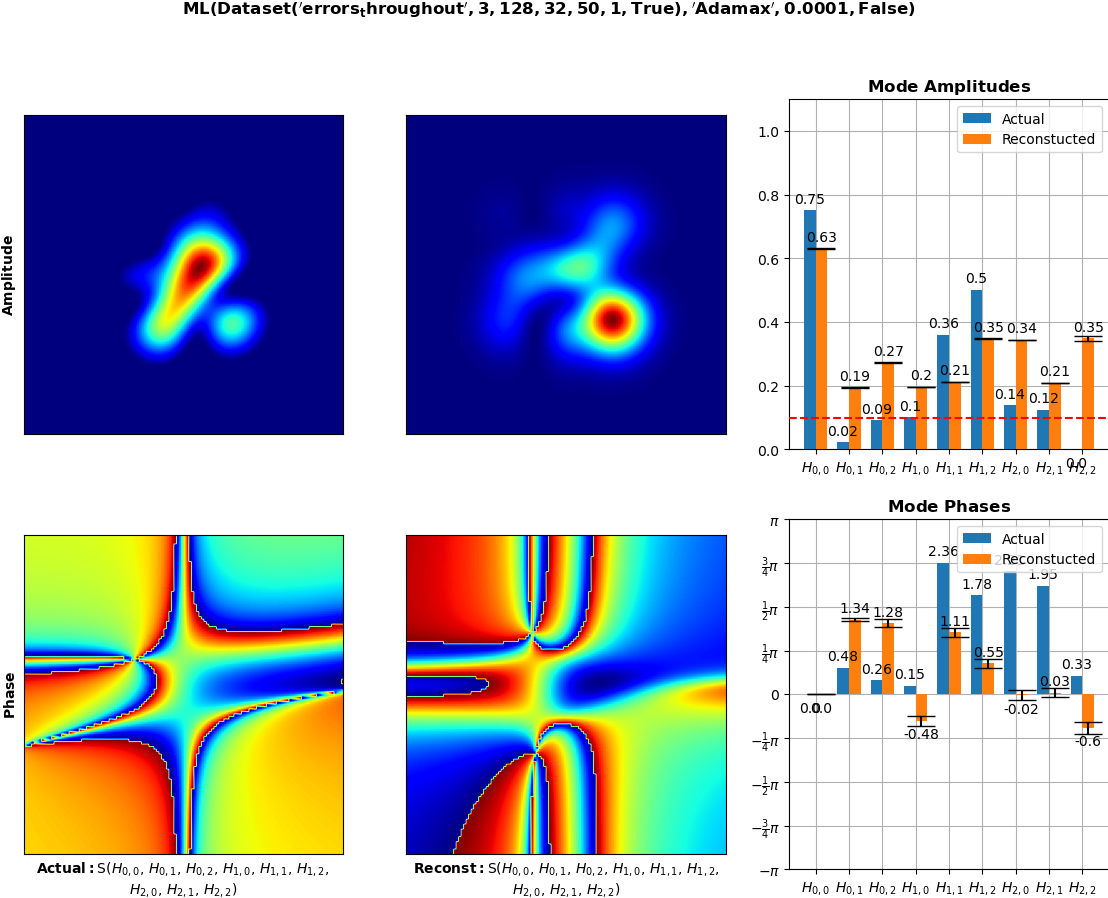 ML(Dataset('errors_throughout', 3, 128, 32, 50, 1, True), 'Adamax', 0.0001, False)
Mode Amplitudes
Amplitude
Actual
Reconstucted
1.0
0.8
0.6
0.4
0.2
0.0
0.75 0.63 0.02 0.19 0.09 0.27 0.1 0.2 0.36 0.21 0.5 0.35 0.14 0.34 0.12 0.21 0.0 0.35
H0,0 H0,1 H0,2 H1,0 H1,1 H1,2 H2,0 H2,1 H2,2
Mode Phases
Phase
Actual
Reconstucted
π
3/4π
1/2π
1/4π
0
−1/4π
−1/2π
−3/4π
−π
0.0 0.0 0.48 1.34 0.26 1.28 0.15 -0.48 2.36 1.11 1.78 0.55 -0.02 1.95 0.03 0.33 -0.6
H0,0 H0,1 H0,2 H1,0 H1,1 H1,2 H2,0 H2,1 H2,2
Actual: S(H0,0, H0,1, H0,2, H1,0, H1,1, H1,2,
H2,0, H2,1, H2,2)
Reconst: S(H0,0, H0,1, H0,2, H1,0, H1,1, H1,2,
H2,0, H2,1, H2,2)